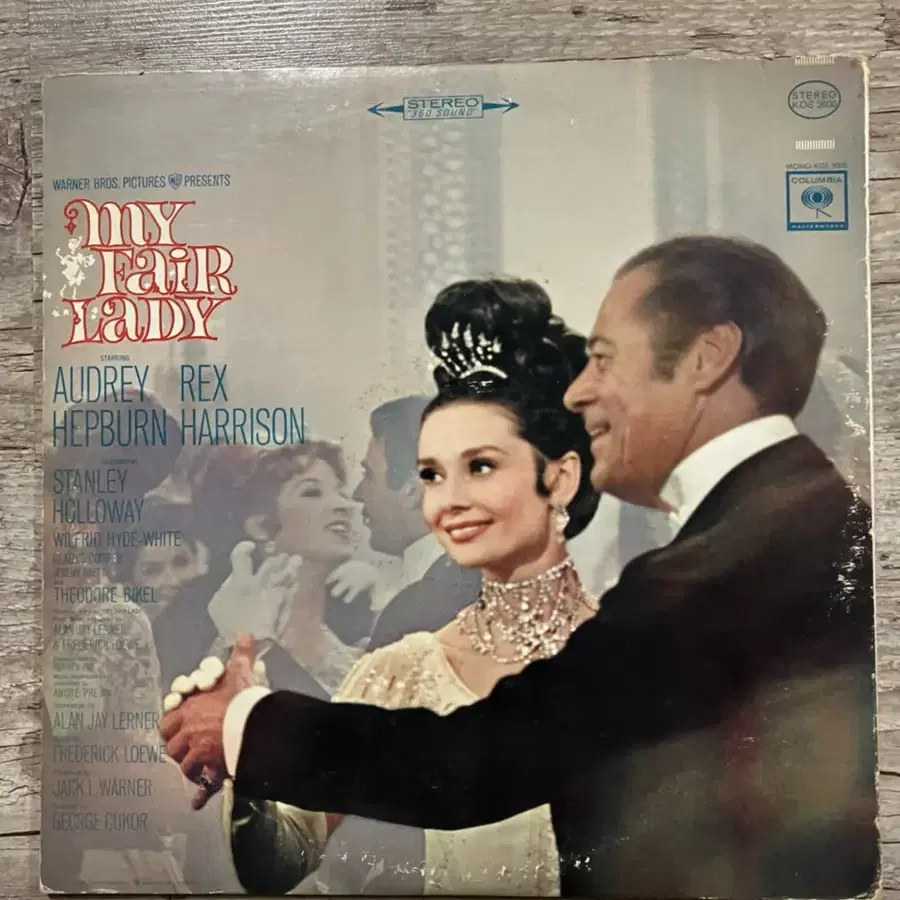 STEREO
"360 SOUND"
STEREO
KOS 2600
MONO KOL
COLUMBIA
MASTERWORKS
WARNER BROS. PICTURES WB PRESENTS
MY
FAIR
LADY
STARRING
AUDREY REX
HEPBURN HARRISON
STANLEY
HOLLOWAY
WILFRID HYDE-WHITE
THEODORE BIKEL
ALAN JAY LERNER
& FREDERICK LOEWE
ANDRÉ PREVIN
ALAN JAY LERNER
FREDERICK LOEWE
JACK L. WARNER
GEORGE CUKOR